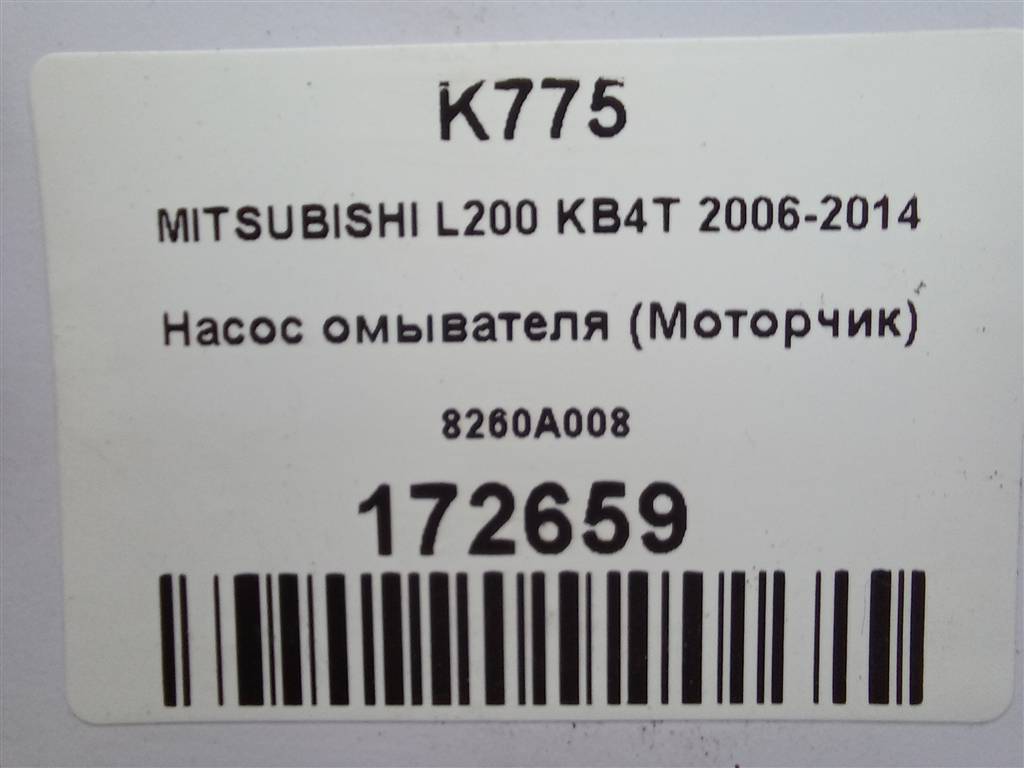 K775
MITSUBISHI L200 KB4T 2006-2014
Насос омывателя (Моторчик)
8260A008
172659